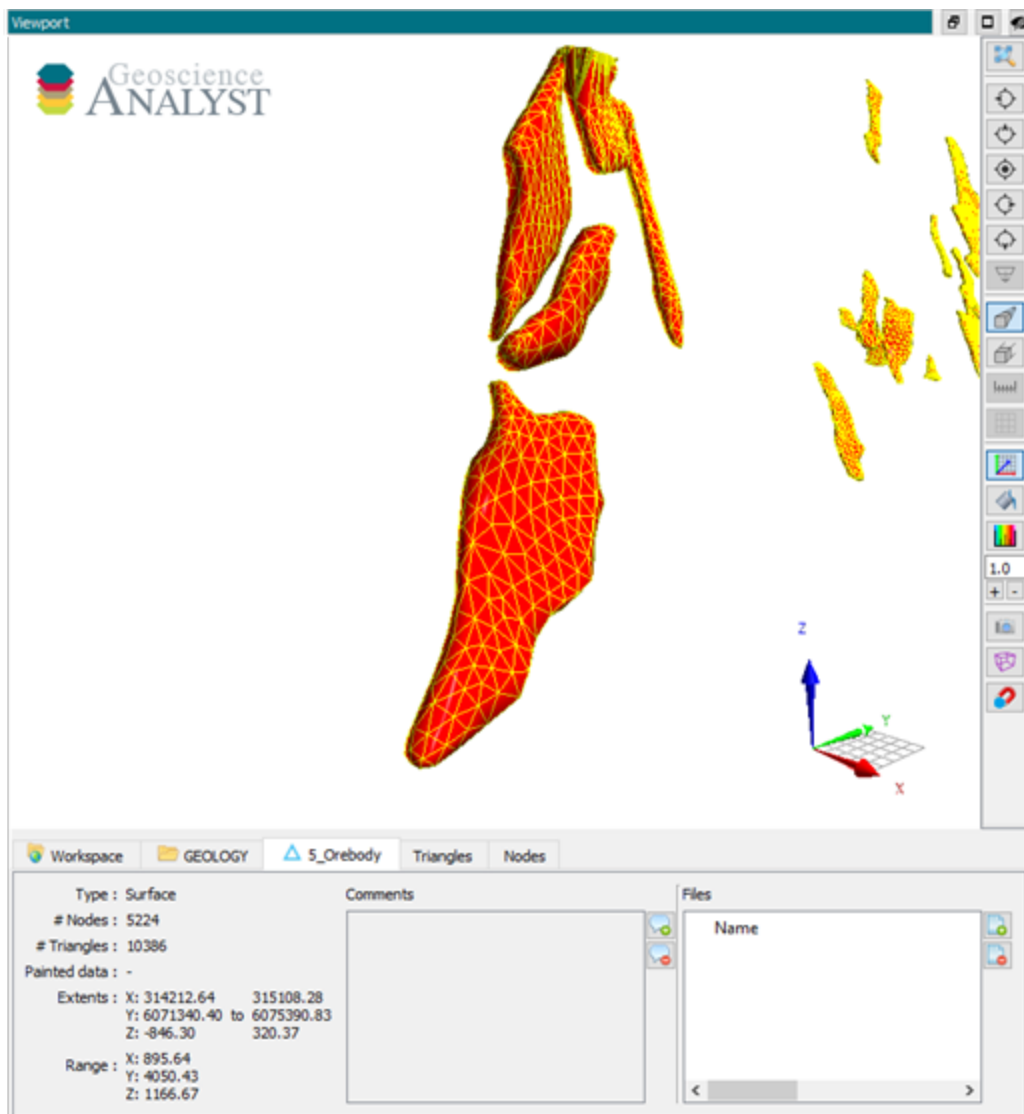 Viewport
Geoscience
ANALYST
1.0
+ -
Z
Y
X
Workspace GEOLOGY 5_Orebody Triangles Nodes
Type : Surface
# Nodes : 5224
# Triangles : 10386
Painted data : -
Extents : X: 314212.64 315108.28
Y: 6071340.40 to 6075390.83
Z: -846.30 320.37
Range : X: 895.64
Y: 4050.43
Z: 1166.67
Comments
Files
Name